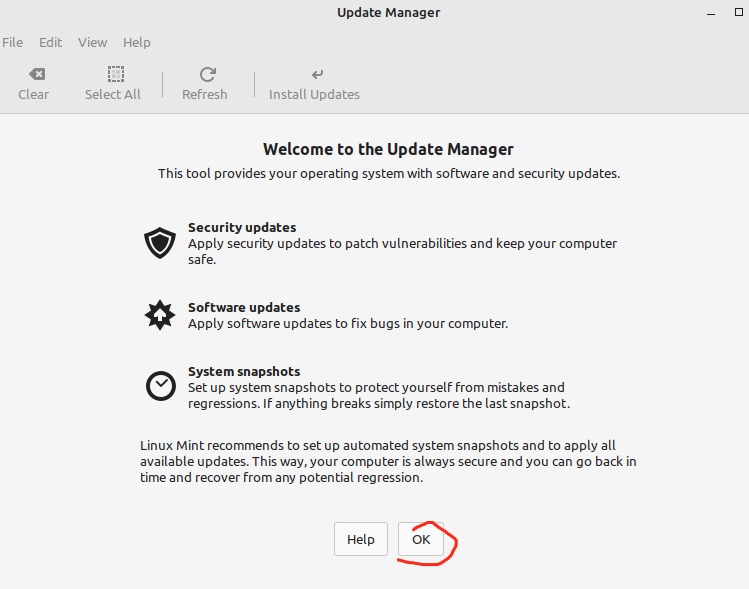 Update Manager
File Edit View Help
Clear Select All Refresh Install Updates
Welcome to the Update Manager
This tool provides your operating system with software and security updates.
Security updates
Apply security updates to patch vulnerabilities and keep your computer
safe.
Software updates
Apply software updates to fix bugs in your computer.
System snapshots
Set up system snapshots to protect yourself from mistakes and
regressions. If anything breaks simply restore the last snapshot.
Linux Mint recommends to set up automated system snapshots and to apply all
available updates. This way, your computer is always secure and you can go back in
time and recover from any potential regression.
Help OK